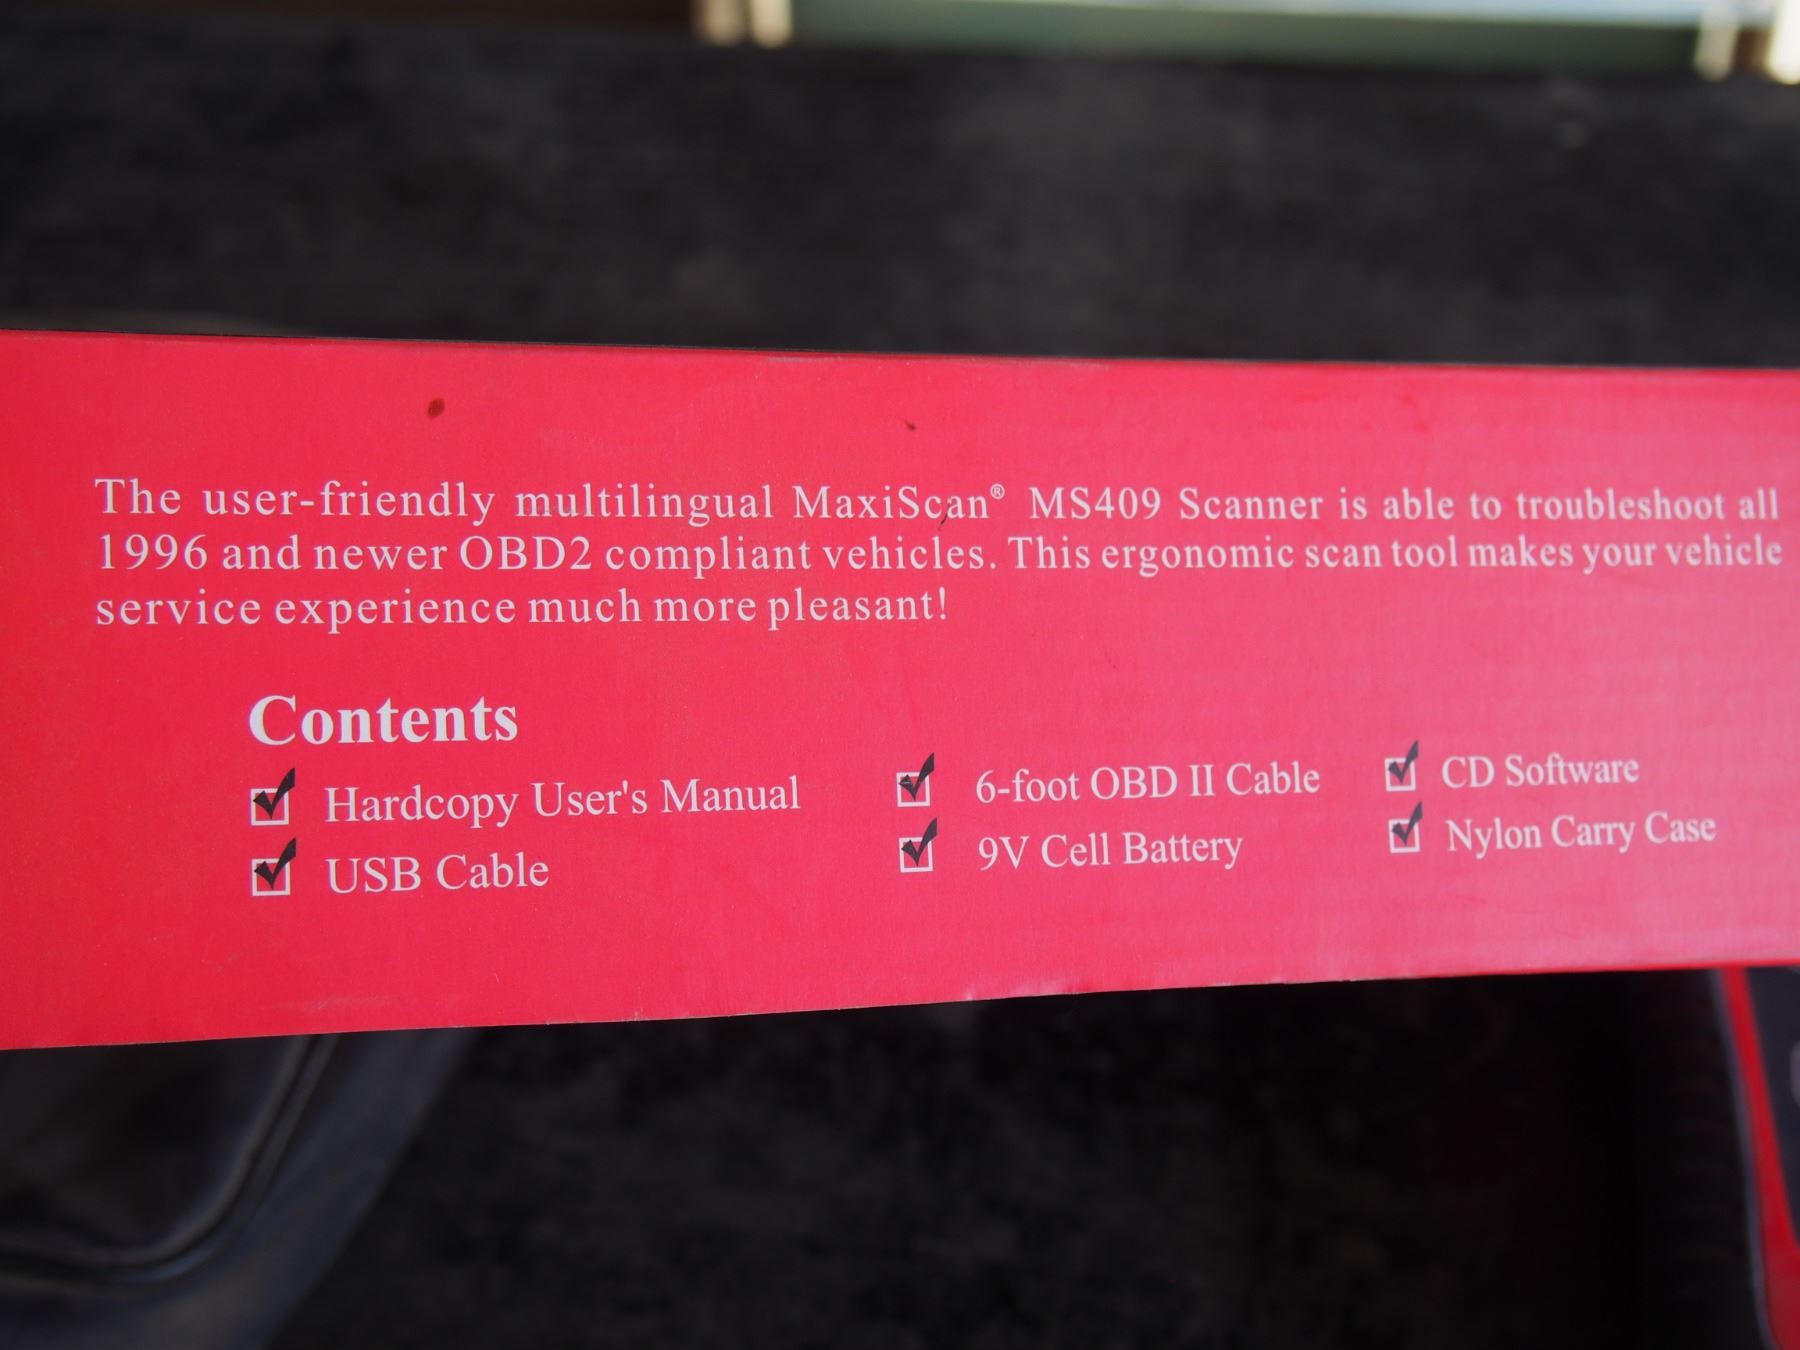 The user-friendly multilingual MaxiScan® MS409 Scanner is able to troubleshoot all
1996 and newer OBD2 compliant vehicles. This ergonomic scan tool makes your vehicle
service experience much more pleasant!
Contents
Hardcopy User's Manual
6-foot OBD II Cable
CD Software
USB Cable
9V Cell Battery
Nylon Carry Case